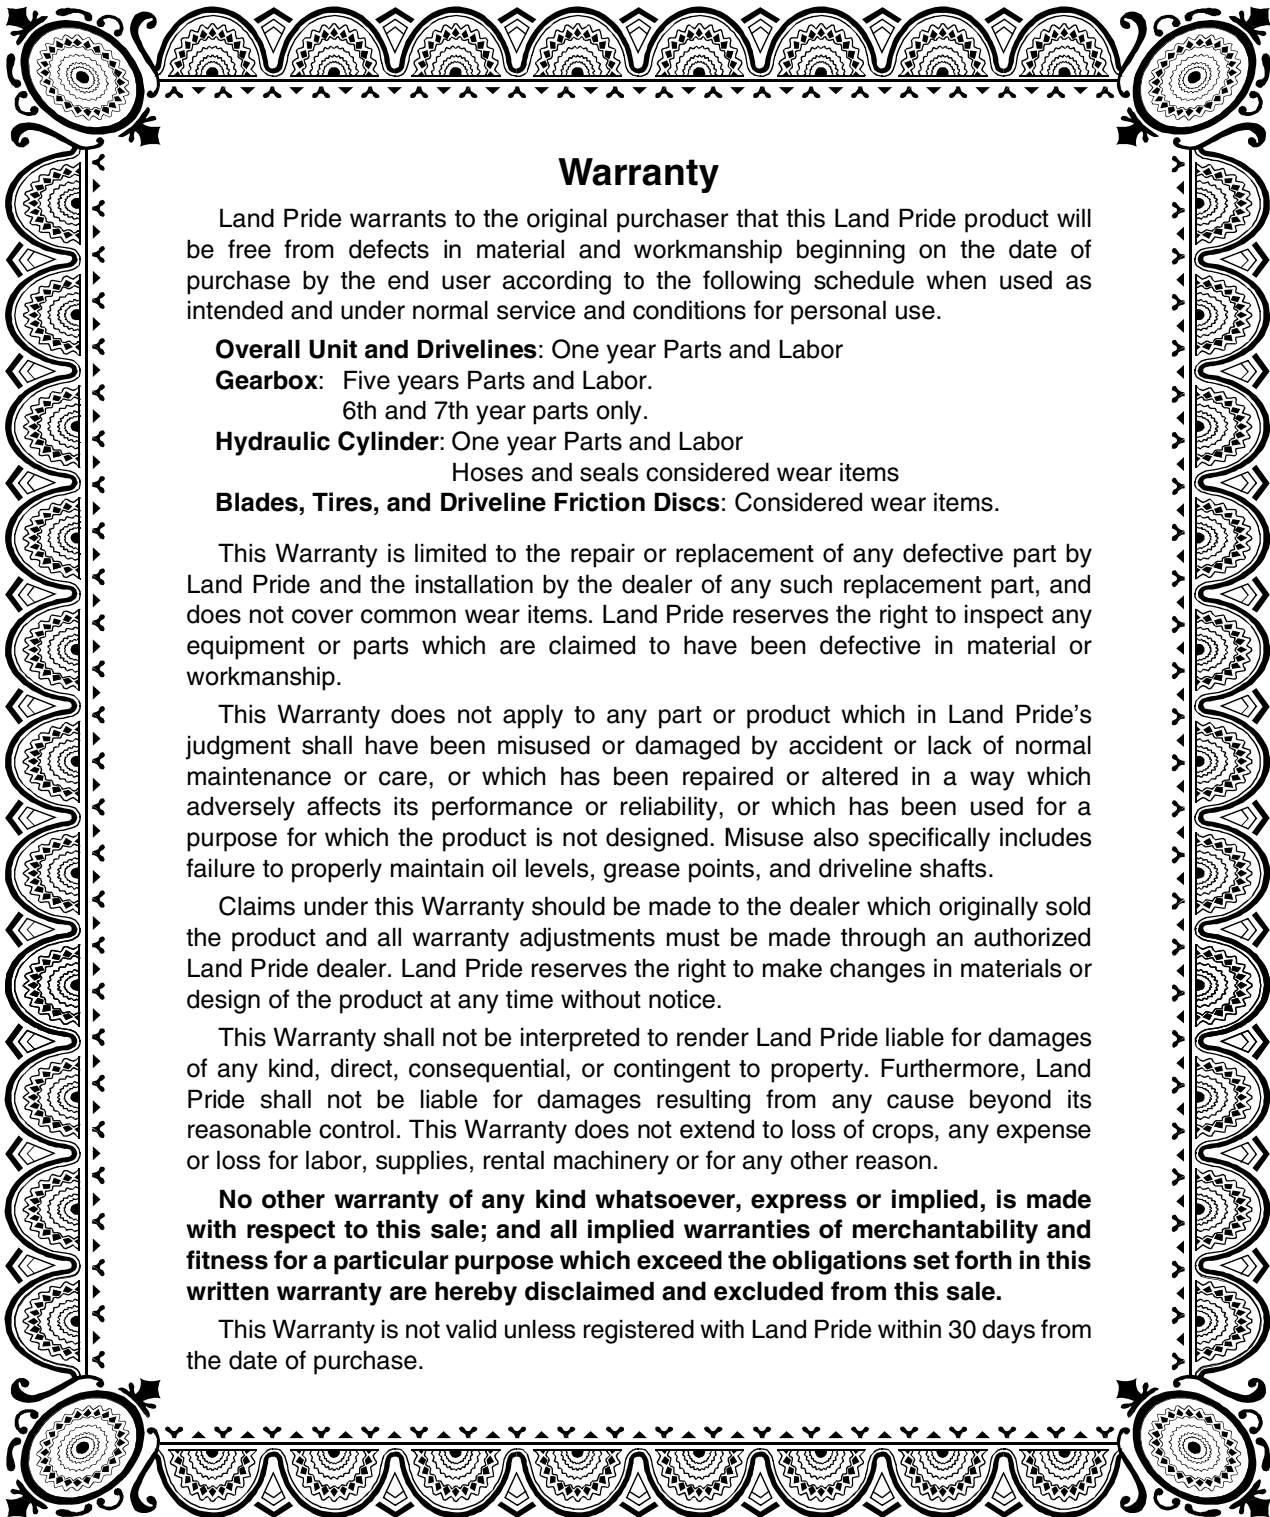 Warranty
Land Pride warrants to the original purchaser that this Land Pride product will
be free from defects in material and workmanship beginning on the date of
purchase by the end user according to the following schedule when used as
intended and under normal service and conditions for personal use.
Overall Unit and Drivelines: One year Parts and Labor
Gearbox: Five years Parts and Labor.
6th and 7th year parts only.
Hydraulic Cylinder: One year Parts and Labor
Hoses and seals considered wear items
Blades, Tires, and Driveline Friction Discs: Considered wear items.
This Warranty is limited to the repair or replacement of any defective part by
Land Pride and the installation by the dealer of any such replacement part, and
does not cover common wear items. Land Pride reserves the right to inspect any
equipment or parts which are claimed to have been defective in material or
workmanship.
This Warranty does not apply to any part or product which in Land Pride’s
judgment shall have been misused or damaged by accident or lack of normal
maintenance or care, or which has been repaired or altered in a way which
adversely affects its performance or reliability, or which has been used for a
purpose for which the product is not designed. Misuse also specifically includes
failure to properly maintain oil levels, grease points, and driveline shafts.
Claims under this Warranty should be made to the dealer which originally sold
the product and all warranty adjustments must be made through an authorized
Land Pride dealer. Land Pride reserves the right to make changes in materials or
design of the product at any time without notice.
This Warranty shall not be interpreted to render Land Pride liable for damages
of any kind, direct, consequential, or contingent to property. Furthermore, Land
Pride shall not be liable for damages resulting from any cause beyond its
reasonable control. This Warranty does not extend to loss of crops, any expense
or loss for labor, supplies, rental machinery or for any other reason.
No other warranty of any kind whatsoever, express or implied, is made
with respect to this sale; and all implied warranties of merchantability and
fitness for a particular purpose which exceed the obligations set forth in this
written warranty are hereby disclaimed and excluded from this sale.
This Warranty is not valid unless registered with Land Pride within 30 days from
the date of purchase.